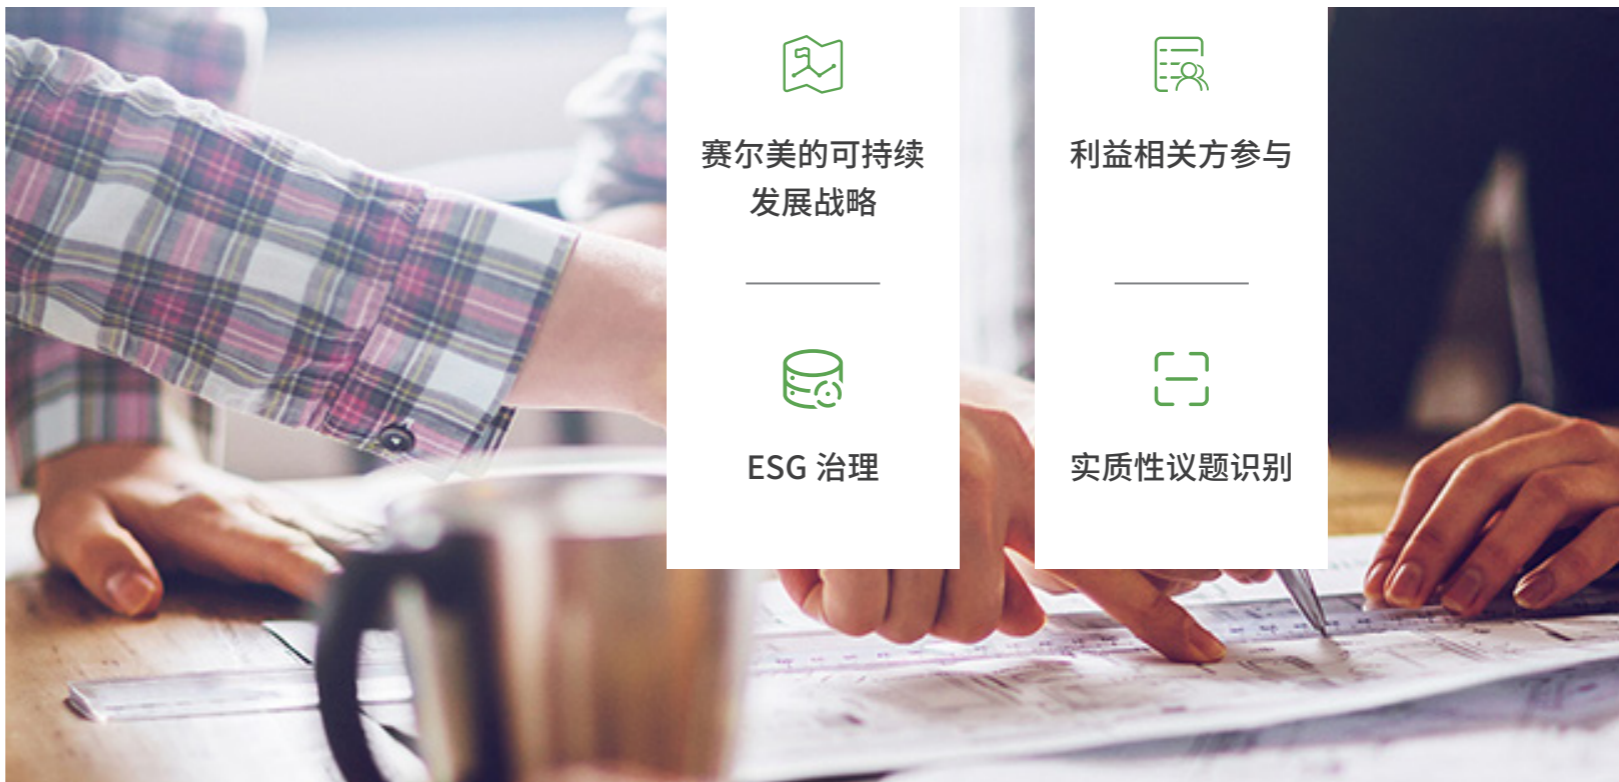 赛尔美的可持续
发展战略
利益相关方参与
ESG 治理
实质性议题识别